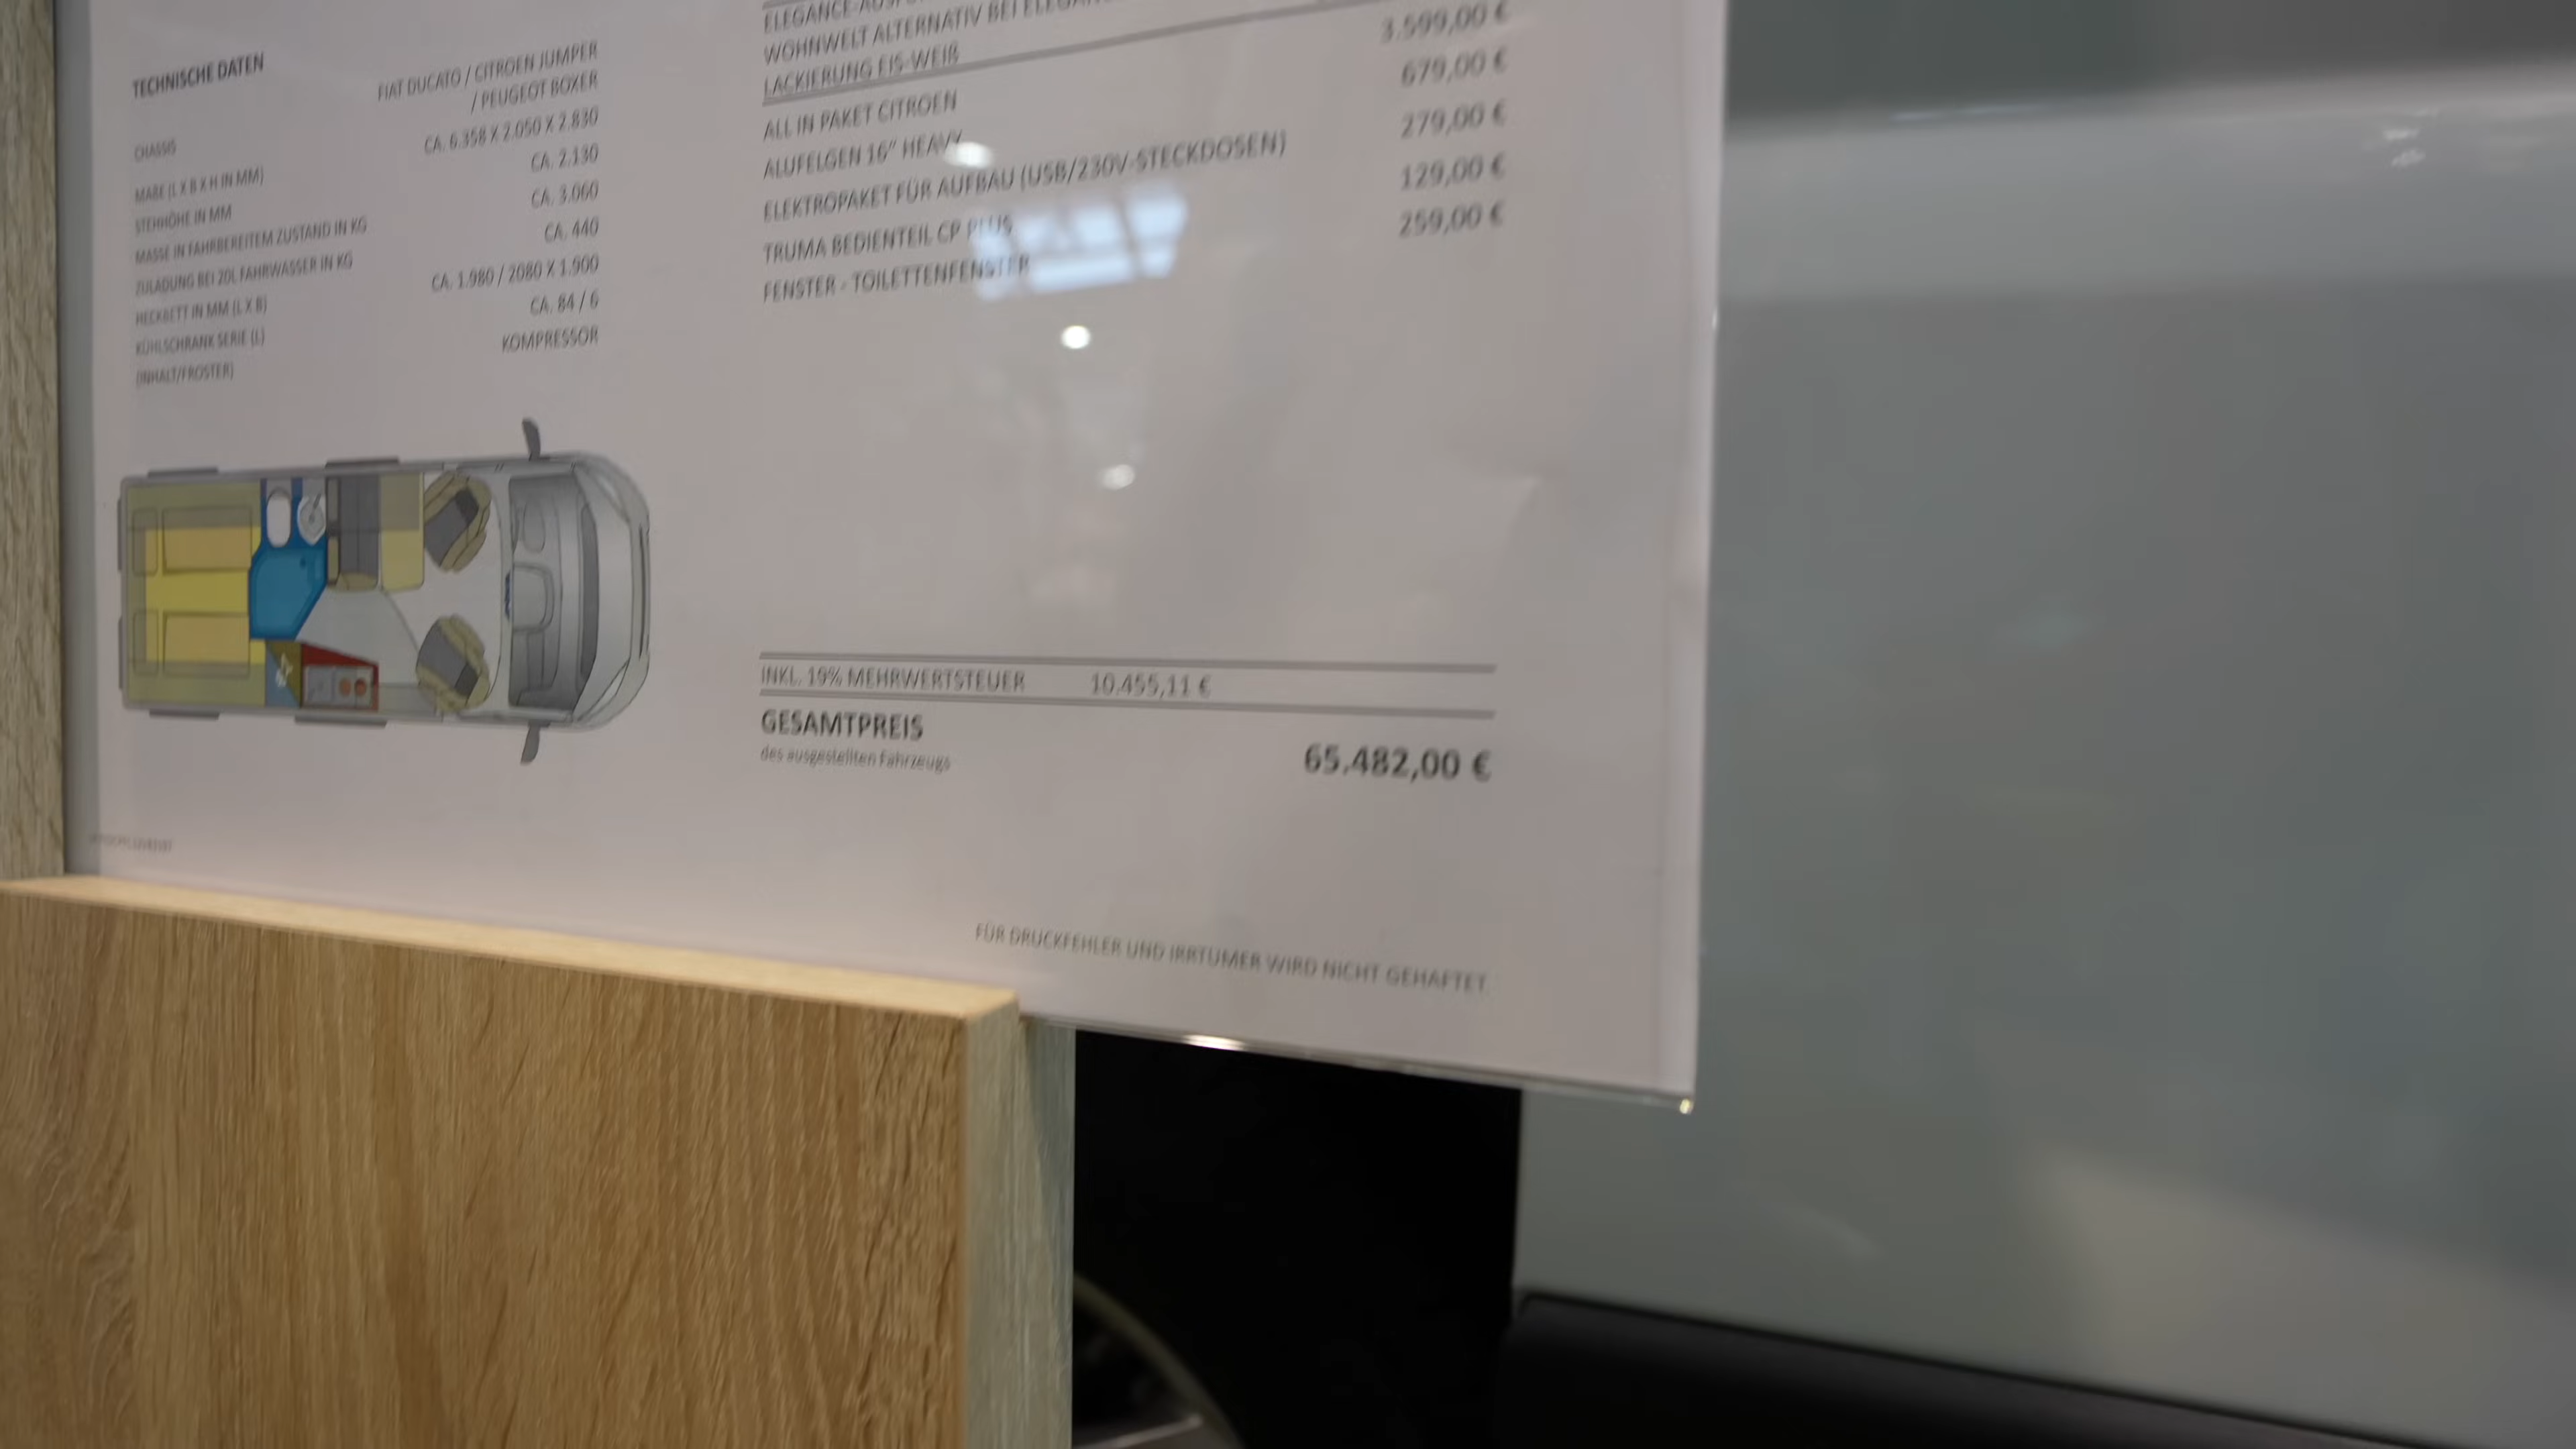 TECHNISCHE DATEN
CHASSIS
FIAT DUCATO / CITROEN JUMPER
/ PEUGEOT BOXER
MAßE (L X B X H IN MM)
CA. 6.358 X 2.050 X 2.830
STEHHÖHE IN MM
CA. 2.130
MASSE IN FAHRBEREITEM ZUSTAND IN KG
CA. 3.060
ZULADUNG BEI 20L FAHRWASSER IN KG
CA. 440
HECKBETT IN MM (L X B)
CA. 1.980 / 2080 X 1.900
KÜHLSCHRANK SERIE (L)
CA. 84 / 6
(INHALT/FROSTER)
KOMPRESSOR
WOHNWELT ALTERNATIV BEI
LACKIERUNG EIS-WEIß
ALL IN PAKET CITROEN 3.599,00 €
ALUFELGEN 16" HEAVY 679,00 €
ELEKTROPAKET FÜR AUFBAU (USB/230V-STECKDOSEN) 279,00 €
TRUMA BEDIENTEIL CP PLUS 129,00 €
FENSTER - TOILETTENFENSTER 259,00 €
INKL. 19% MEHRWERTSTEUER 10.455,11 €
GESAMTPREIS
des ausgestellten Fahrzeugs
65.482,00 €
FÜR DRUCKFEHLER UND IRRTÜMER WIRD NICHT GEHAFTET.